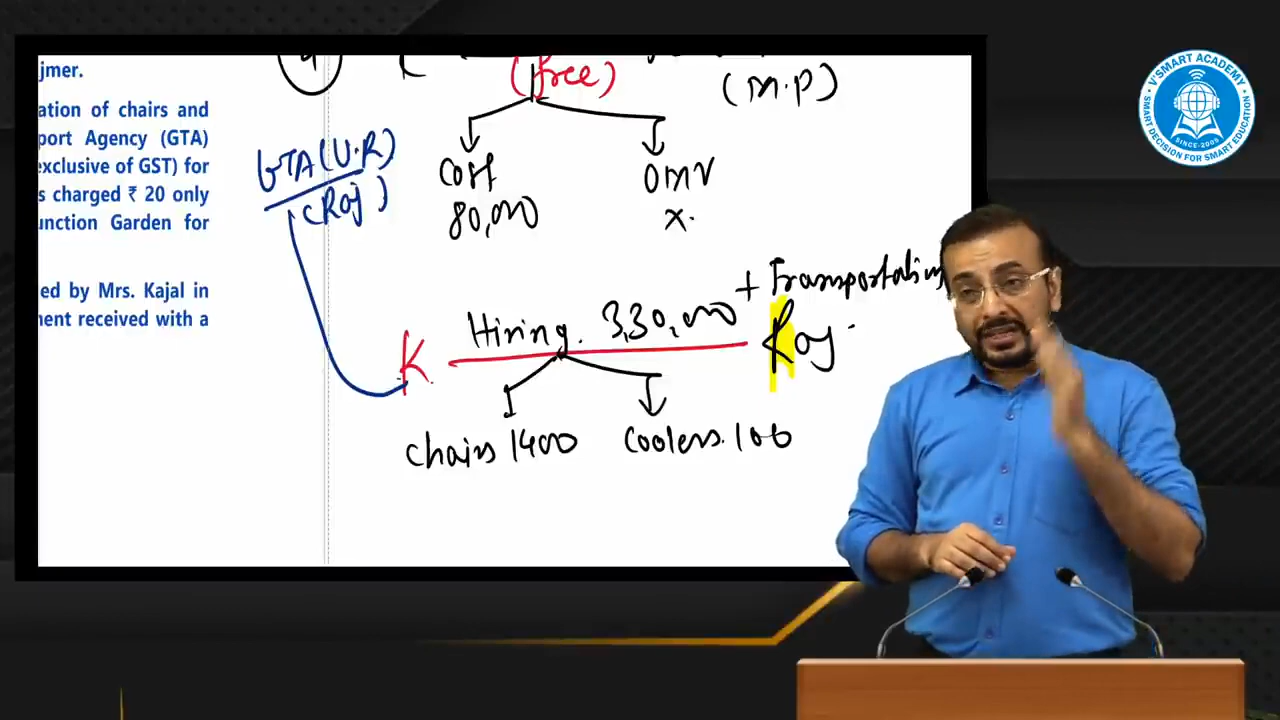 ajmer.
ation of chairs and
port Agency (GTA)
exclusive of GST) for
s charged ₹ 20 only
unction Garden for
ed by Mrs. Kajal in
nent received with a
(free)
(m.p)
GTA (U.R)
(Raj)
Cost
80,000
OMV
x.
+ Transportation
K. Hiring. 3,30,000 Raj.
Chairs 1400
Coolers. 100
V'SMART ACADEMY
SINCE-2005
SMART DECISION FOR SMART EDUCATION